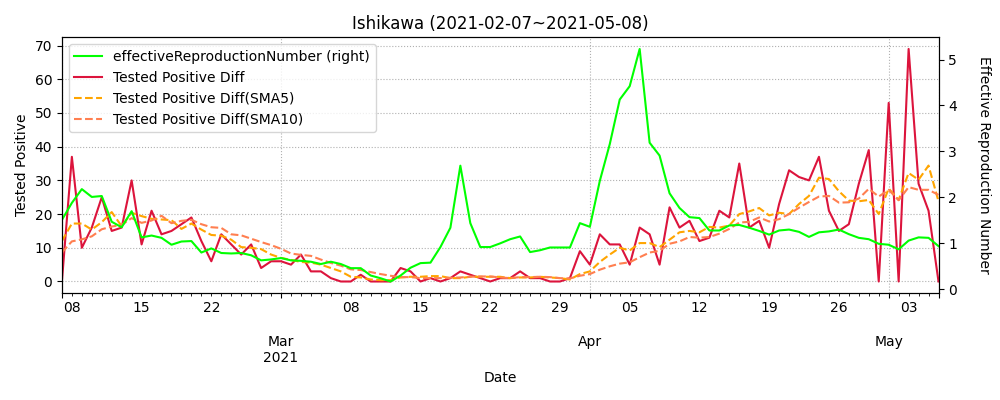 Ishikawa (2021-02-07~2021-05-08)
effectiveReproductionNumber (right)
Tested Positive Diff
Tested Positive Diff(SMA5)
Tested Positive Diff(SMA10)
Tested Positive
70
60
50
40
30
20
10
0
Effective Reproduction Number
5
4
3
2
1
0
08 15 22 08 15 22 05 12 19 26 03
Mar Apr May
2021
Date